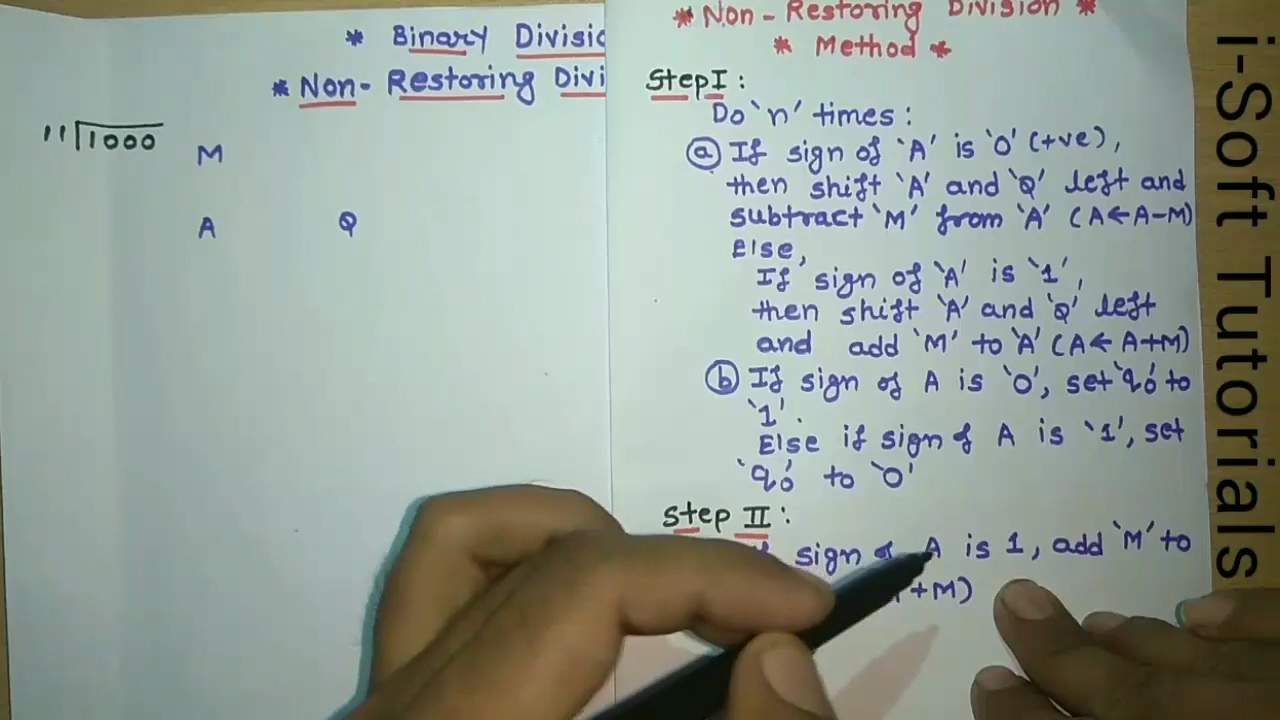 * Binary Divisio
* Non-Restoring Divi
11 1000
M
A Q
* Non-Restoring Division *
* Method *
Step I:
Do `n' times:
(a) If sign of `A' is `0' (+ve),
then shift `A' and `Q' left and
subtract `M' from `A' (A←A-M)
Else,
If sign of `A' is `1',
then shift `A' and `Q' left
and add `M' to `A' (A←A+M)
(b) If sign of A is `0', set `q0' to
`1'.
Else if sign of A is `1', set
`q0' to `0'
Step II:
sign of A is 1, add `M' to
+M)
i-Soft Tutorials